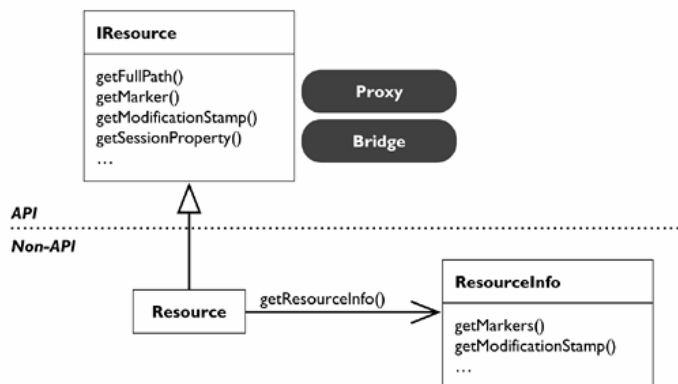 IResource
getFullPath()
getMarker()
getModificationStamp()
getSessionProperty()
...
Proxy
Bridge
API
Non-API
Resource
getResourceInfo()
ResourceInfo
getMarkers()
getModificationStamp()
...